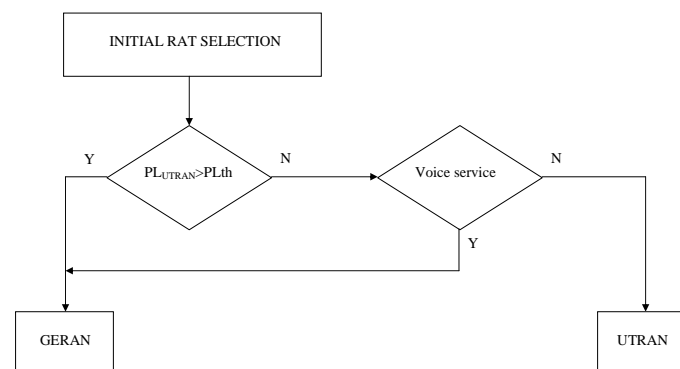 INITIAL RAT SELECTION
Y
PLUTRAN>PLth
N
Voice service
N
Y
GERAN
UTRAN